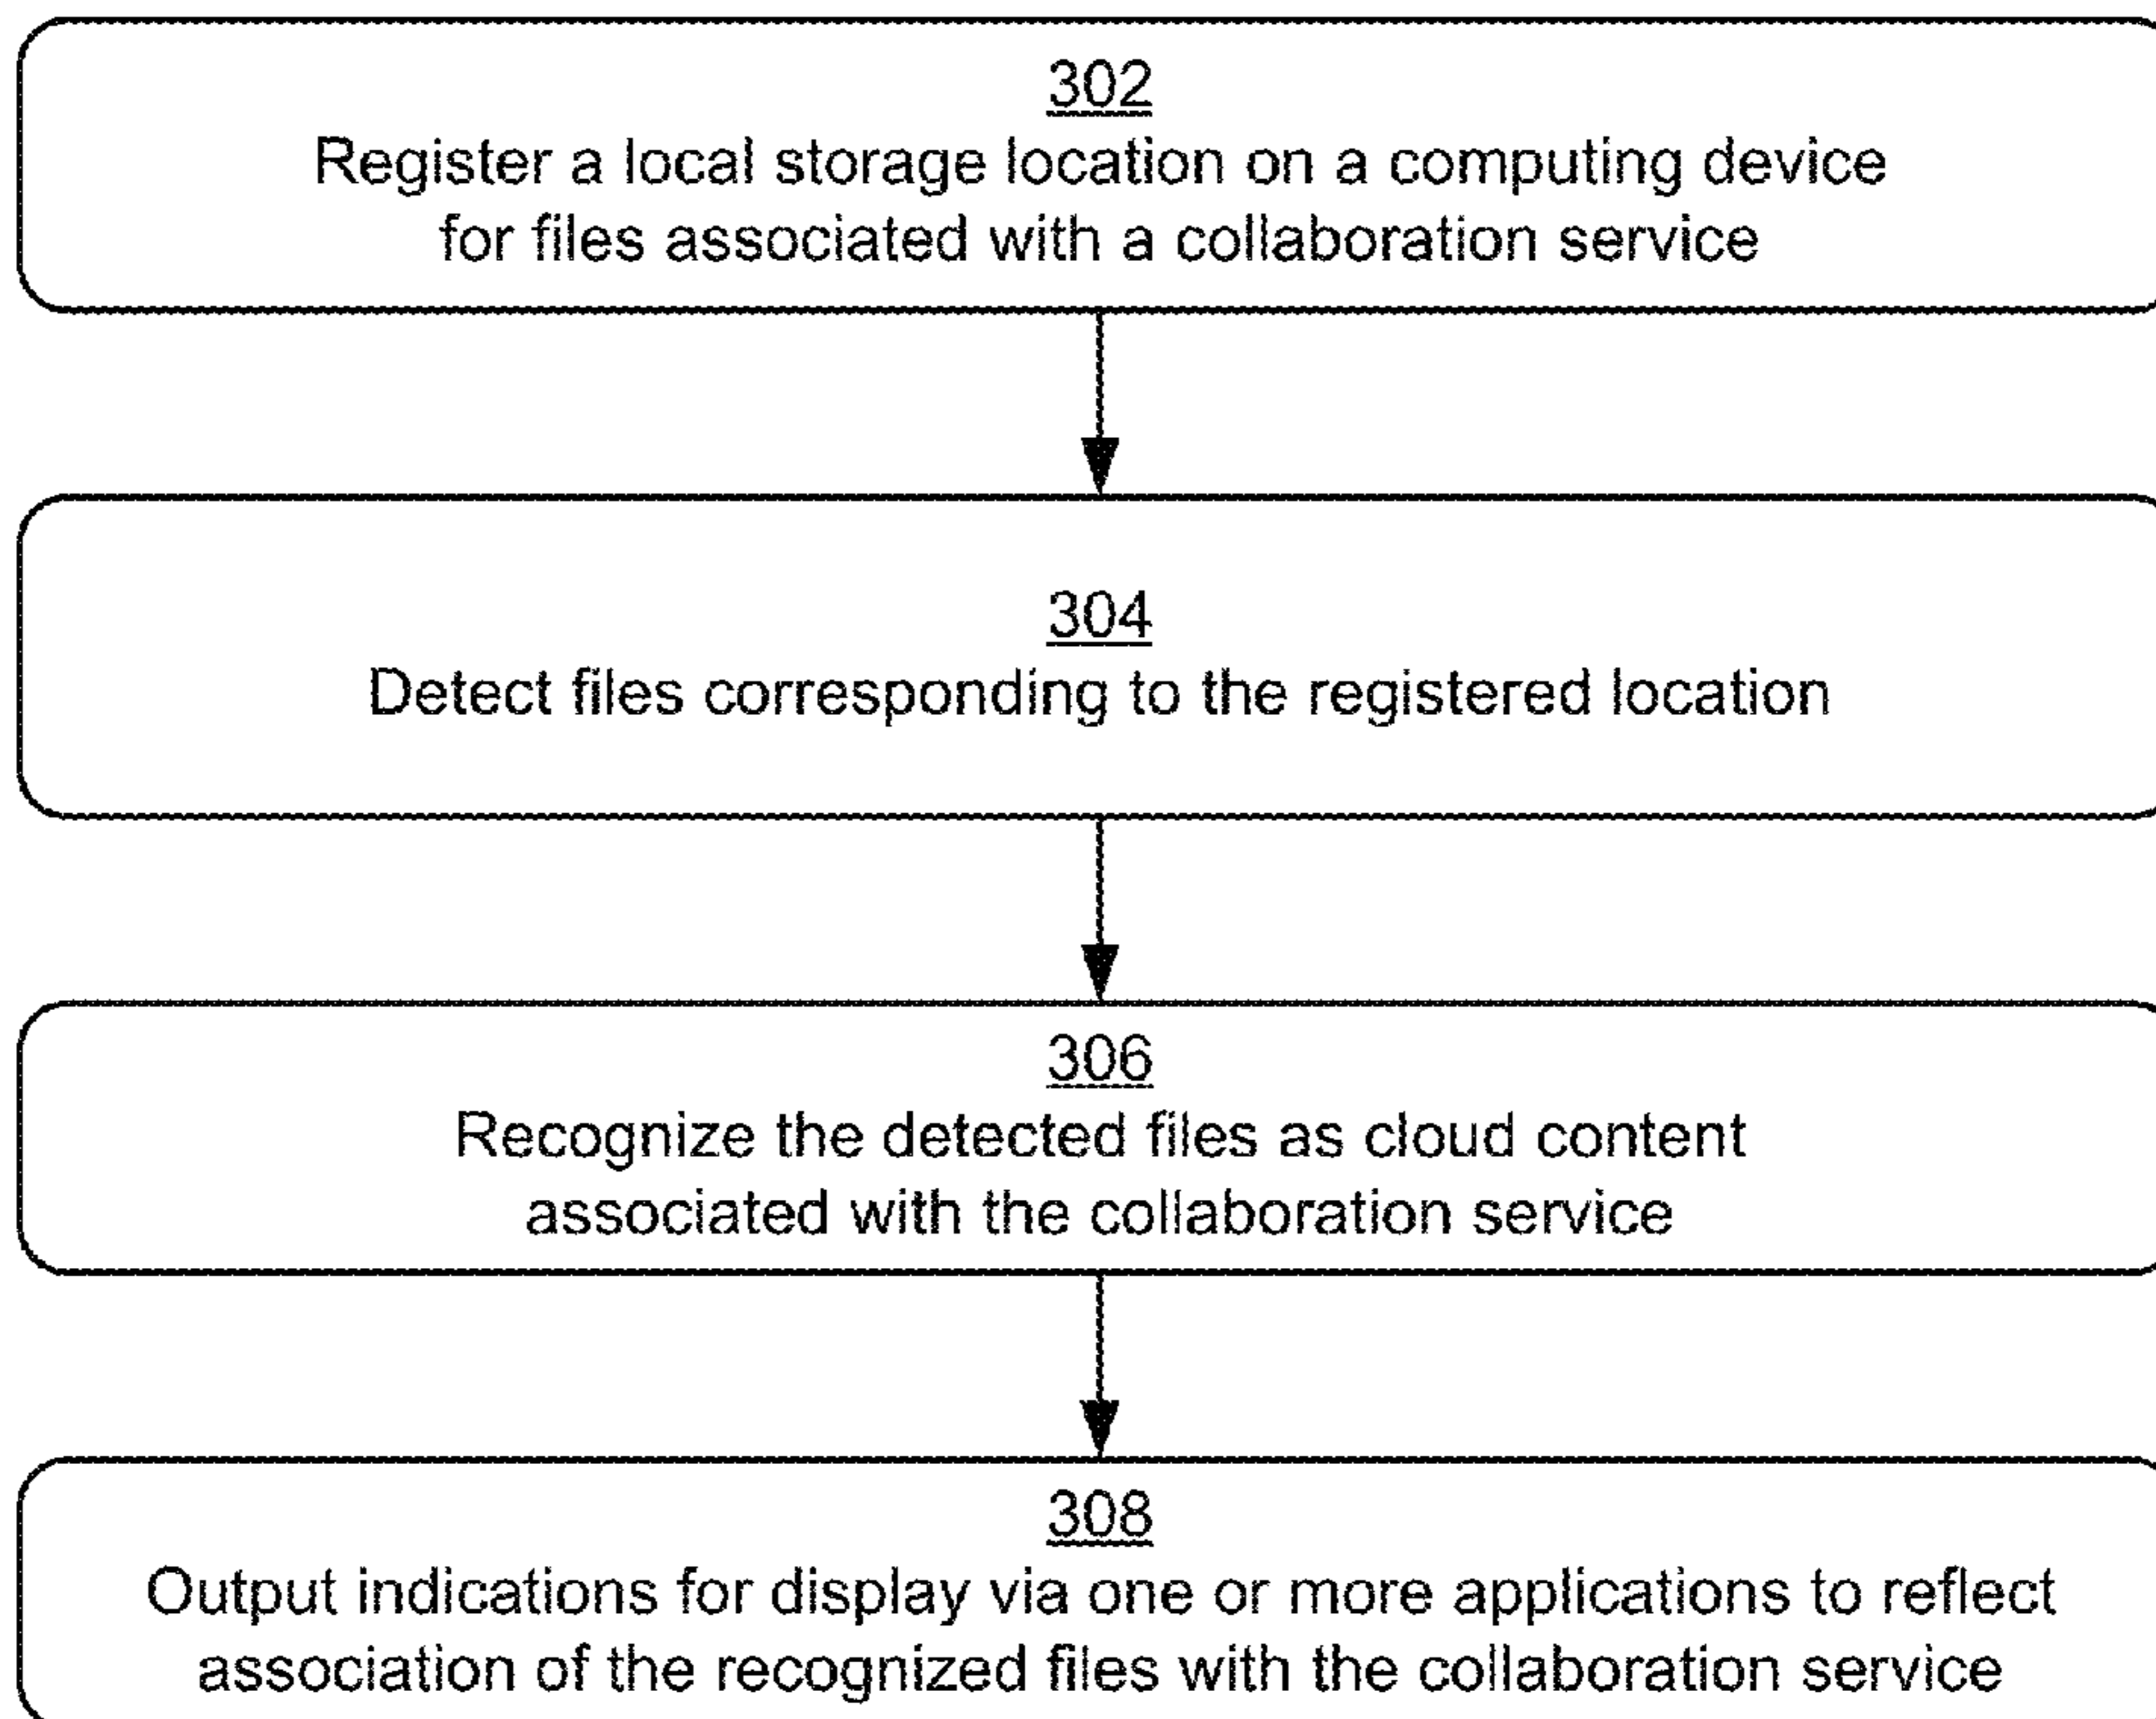 302
Register a local storage location on a computing device
for files associated with a collaboration service
304
Detect files corresponding to the registered location
306
Recognize the detected files as cloud content
associated with the collaboration service
308
Output indications for display via one or more applications to reflect
association of the recognized files with the collaboration service